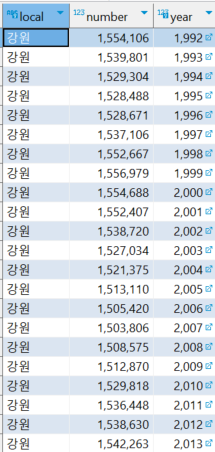 ABC local 123 number 123 year
강원 1,554,106 1,992
강원 1,539,801 1,993
강원 1,529,304 1,994
강원 1,528,488 1,995
강원 1,528,671 1,996
강원 1,537,106 1,997
강원 1,552,667 1,998
강원 1,556,979 1,999
강원 1,554,688 2,000
강원 1,552,407 2,001
강원 1,538,720 2,002
강원 1,527,034 2,003
강원 1,521,375 2,004
강원 1,513,110 2,005
강원 1,505,420 2,006
강원 1,503,806 2,007
강원 1,508,575 2,008
강원 1,512,870 2,009
강원 1,529,818 2,010
강원 1,536,448 2,011
강원 1,538,630 2,012
강원 1,542,263 2,013